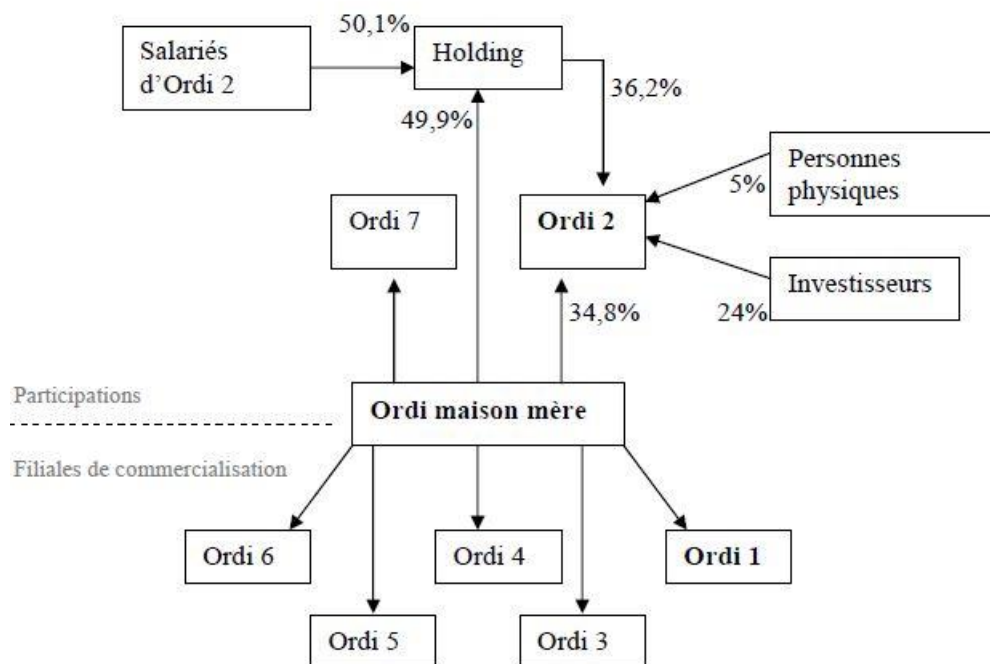 50,1%
Salariés
d'Ordi 2
Holding
36,2%
49,9%
Personnes
physiques
5%
Ordi 7
Ordi 2
Investisseurs
24%
34,8%
Participations
Ordi maison mère
Filiales de commercialisation
Ordi 6
Ordi 4
Ordi 1
Ordi 5
Ordi 3